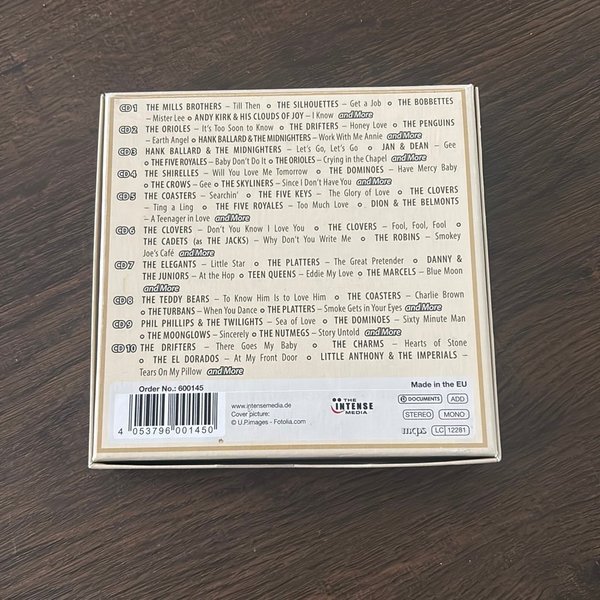 CD 1 THE MILLS BROTHERS – Till Then o THE SILHOUETTES – Get a Job o THE BOBBETTES
– Mister Lee o ANDY KIRK & HIS CLOUDS OF JOY – I Know and More
CD 2 THE ORIOLES – It's Too Soon to Know o THE DRIFTERS – Honey Love o THE PENGUINS
– Earth Angel o HANK BALLARD & THE MIDNIGHTERS – Work With Me Annie and More
CD 3 HANK BALLARD & THE MIDNIGHTERS – Let's Go, Let's Go o JAN & DEAN – Gee
o THE FIVE ROYALES – Baby Don't Do It o THE ORIOLES – Crying in the Chapel and More
CD 4 THE SHIRELLES – Will You Love Me Tomorrow o THE DOMINOES – Have Mercy Baby
o THE CROWS – Gee o THE SKYLINERS – Since I Don't Have You and More
CD 5 THE COASTERS – Searchin' o THE FIVE KEYS – The Glory of Love o THE CLOVERS
– Ting a Ling o THE FIVE ROYALES – Too Much Love o DION & THE BELMONTS
– A Teenager in Love and More
CD 6 THE CLOVERS – Don't You Know I Love You o THE CLOVERS – Fool, Fool, Fool o
THE CADETS (as THE JACKS) – Why Don't You Write Me o THE ROBINS – Smokey
Joe's Café and More
CD 7 THE ELEGANTS – Little Star o THE PLATTERS – The Great Pretender o DANNY &
THE JUNIORS – At the Hop o TEEN QUEENS – Eddie My Love o THE MARCELS – Blue Moon
and More
CD 8 THE TEDDY BEARS – To Know Him Is to Love Him o THE COASTERS – Charlie Brown
o THE TURBANS – When You Dance o THE PLATTERS – Smoke Gets in Your Eyes and More
CD 9 PHIL PHILLIPS & THE TWILIGHTS – Sea of Love o THE DOMINOES – Sixty Minute Man
o THE MOONGLOWS – Sincerely o THE NUTMEGS – Story Untold and More
CD 10 THE DRIFTERS – There Goes My Baby o THE CHARMS – Hearts of Stone
o THE EL DORADOS – At My Front Door o LITTLE ANTHONY & THE IMPERIALS –
Tears On My Pillow and More
Order No.: 600145
4 053796 001450
www.intensemedia.de
Cover picture:
© U.P.images - Fotolia.com
THE
INTENSE
MEDIA
Made in the EU
DOCUMENTS ADD
STEREO MONO
mcps LC 12281